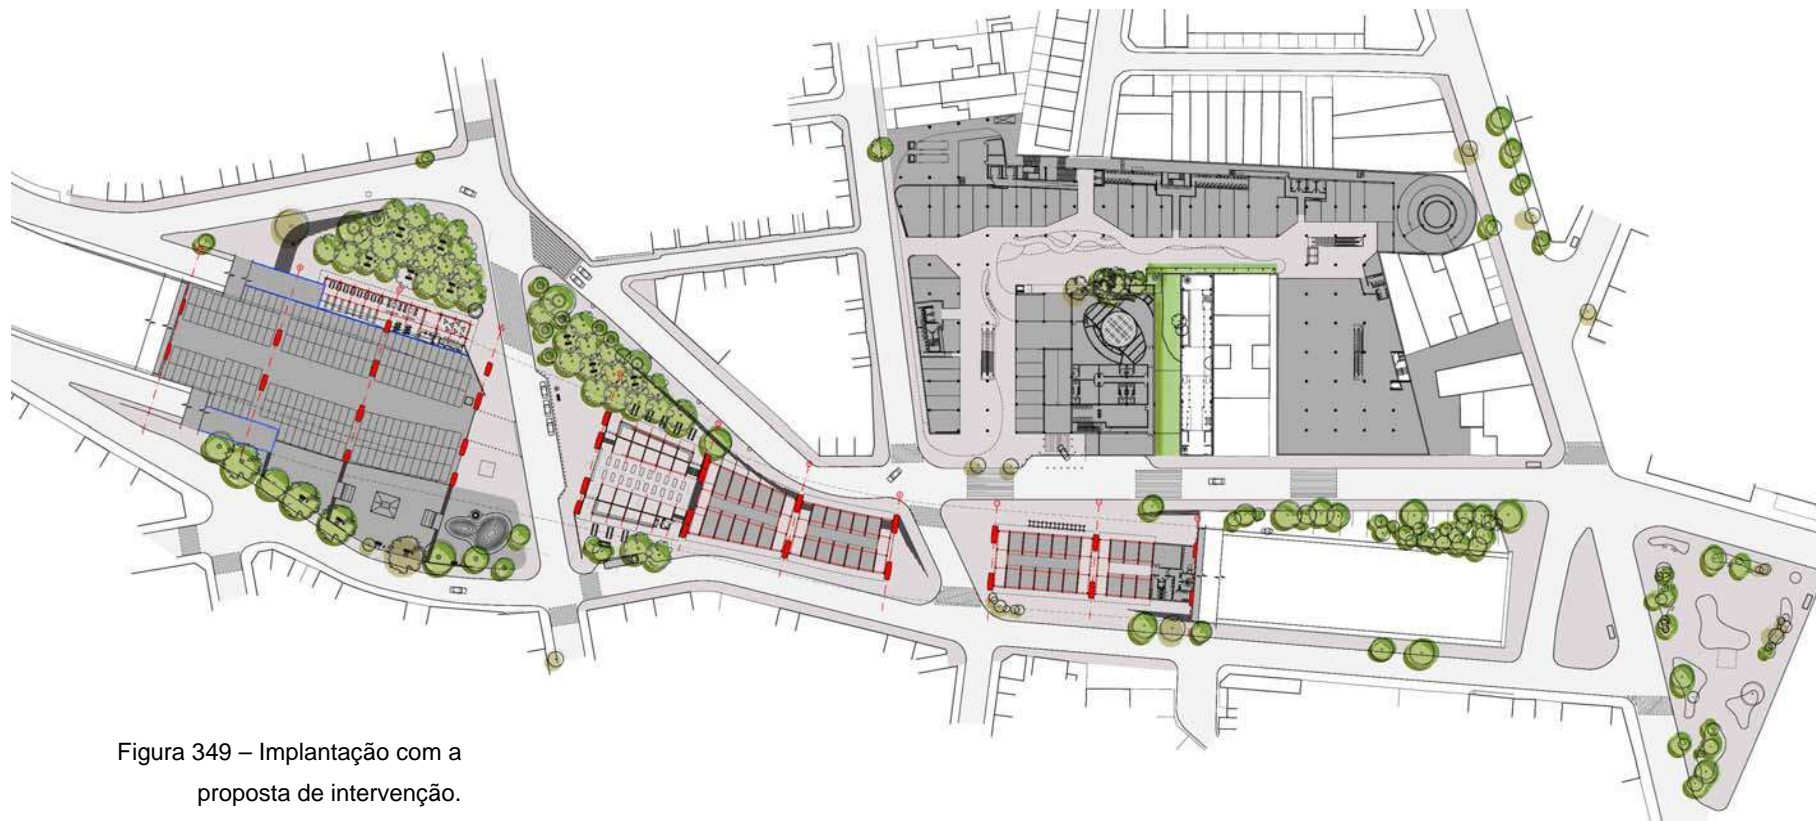 Figura 349 – Implantação com a
proposta de intervenção.